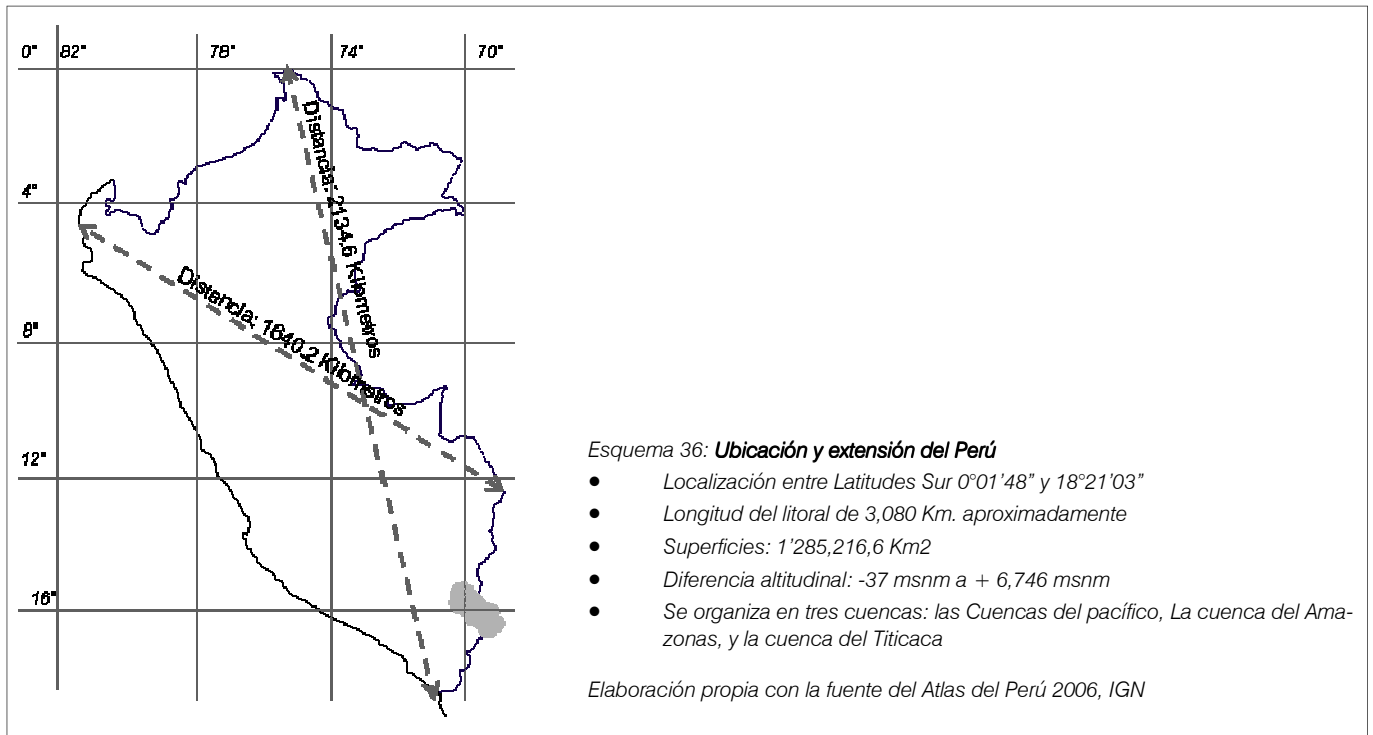 0° 82° 78° 74° 70°
Distancia: 2134.6 Kilometros
4°
Distancia: 1640.2 Kilometros
8°
12°
16°
Esquema 36: Ubicación y extensión del Perú
● Localización entre Latitudes Sur 0°01’48” y 18°21’03”
● Longitud del litoral de 3,080 Km. aproximadamente
● Superficies: 1’285,216,6 Km2
● Diferencia altitudinal: -37 msnm a + 6,746 msnm
● Se organiza en tres cuencas: las Cuencas del pacífico, La cuenca del Ama-
zonas, y la cuenca del Titicaca
Elaboración propia con la fuente del Atlas del Perú 2006, IGN